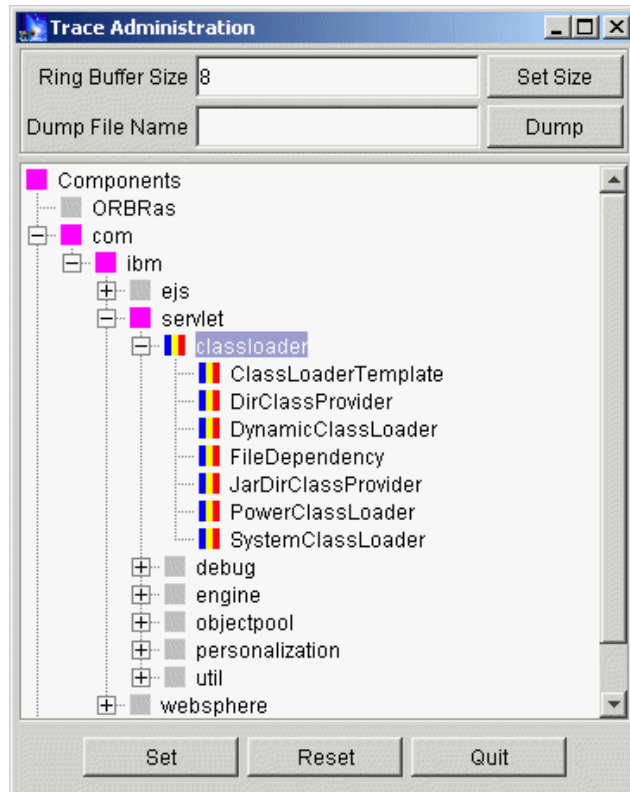 Trace Administration
Ring Buffer Size 8 Set Size
Dump File Name Dump
Components
ORBRas
com
ibm
ejs
servlet
classloader
ClassLoaderTemplate
DirClassProvider
DynamicClassLoader
FileDependency
JarDirClassProvider
PowerClassLoader
SystemClassLoader
debug
engine
objectpool
personalization
util
websphere
Set Reset Quit